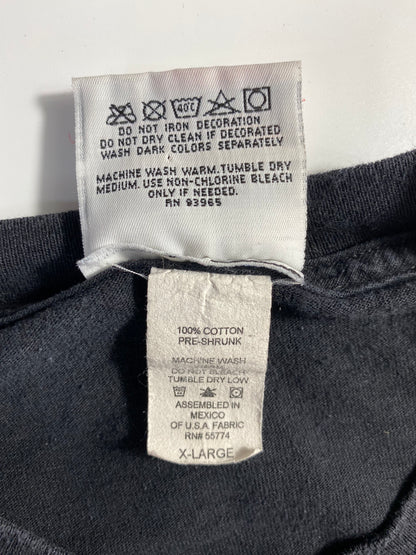 40°C
DO NOT IRON DECORATION
DO NOT DRY CLEAN IF DECORATED
WASH DARK COLORS SEPARATELY
MACHINE WASH WARM. TUMBLE DRY
MEDIUM. USE NON-CHLORINE BLEACH
ONLY IF NEEDED.
RN 93965
100% COTTON
PRE-SHRUNK
MACHINE WASH
DO NOT BLEACH
TUMBLE DRY LOW
ASSEMBLED IN
MEXICO
OF U.S.A. FABRIC
RN# 55774
X-LARGE